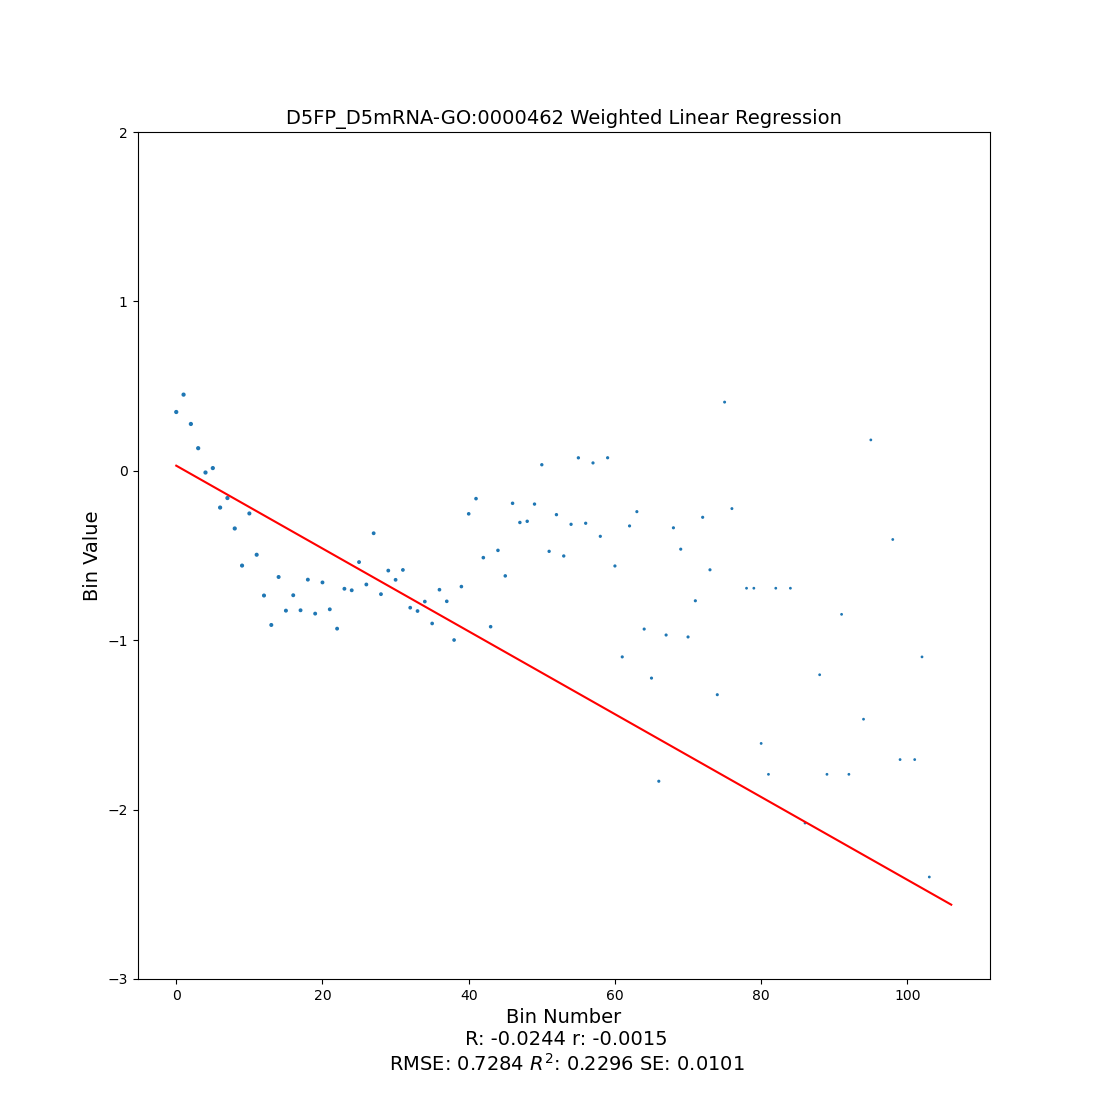 D5FP_D5mRNA-GO:0000462 Weighted Linear Regression
2
1
0
−1
−2
−3
Bin Value
0 20 40 60 80 100
Bin Number
R: -0.0244 r: -0.0015
RMSE: 0.7284 R²: 0.2296 SE: 0.0101